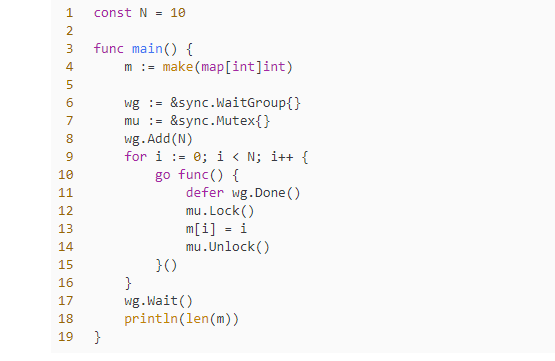 1 const N = 10
2
3 func main() {
4     m := make(map[int]int)
5
6     wg := &sync.WaitGroup{}
7     mu := &sync.Mutex{}
8     wg.Add(N)
9     for i := 0; i < N; i++ {
10         go func() {
11             defer wg.Done()
12             mu.Lock()
13             m[i] = i
14             mu.Unlock()
15         }()
16     }
17     wg.Wait()
18     println(len(m))
19 }